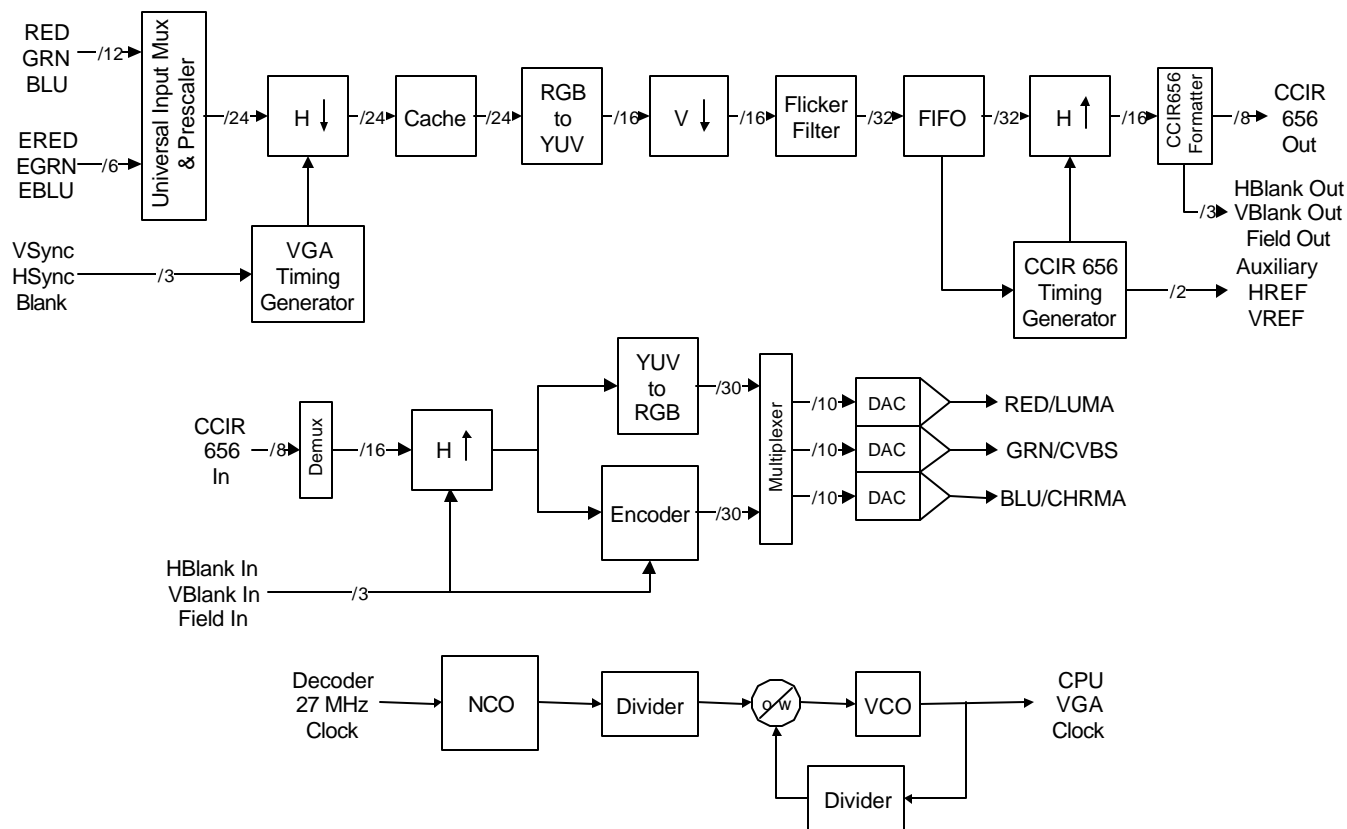 RED
GRN
BLU
/12
ERED
EGRN
EBLU
/6
Universal Input Mux
& Prescaler
/24
H ↓
/24
Cache
/24
RGB
to
YUV
/16
V ↓
/16
Flicker
Filter
/32
FIFO
/32
H ↑
/16
CCIR656
Formatter
/8
CCIR
656
Out
/3
HBlank Out
VBlank Out
Field Out
VSync
HSync
Blank
/3
VGA
Timing
Generator
CCIR 656
Timing
Generator
/2
Auxiliary
HREF
VREF
CCIR
656
In
/8
Demux
/16
H ↑
YUV
to
RGB
/30
Encoder
/30
Multiplexer
/10
DAC
RED/LUMA
/10
DAC
GRN/CVBS
/10
DAC
BLU/CHRMA
HBlank In
VBlank In
Field In
/3
Decoder
27 MHz
Clock
NCO
Divider
o w
VCO
CPU
VGA
Clock
Divider